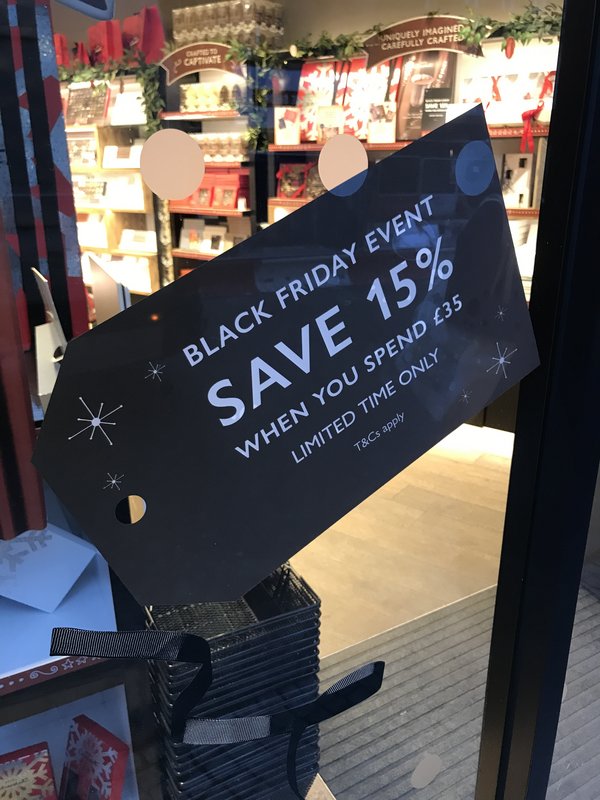 CRAFTED TO
CAPTIVATE
UNIQUELY IMAGINED
CAREFULLY CRAFTED
BLACK FRIDAY EVENT
SAVE 15%
WHEN YOU SPEND £35
LIMITED TIME ONLY
T&Cs apply